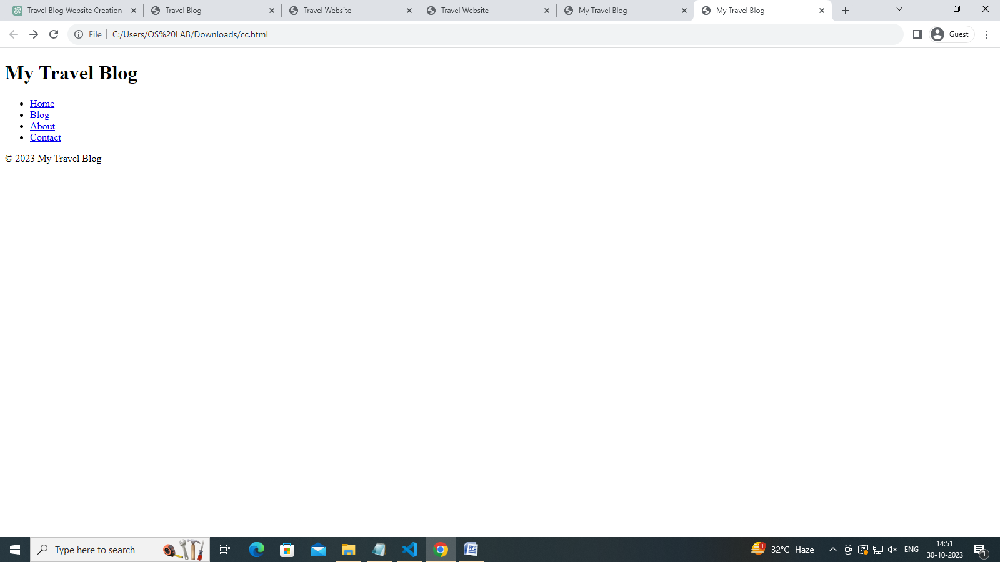 Travel Blog Website Creation
Travel Blog
Travel Website
Travel Website
My Travel Blog
My Travel Blog
File
C:/Users/OS%20LAB/Downloads/cc.html
Guest
My Travel Blog
Home
Blog
About
Contact
© 2023 My Travel Blog
Type here to search
1
32°C Haze
ENG
14:51
30-10-2023
1